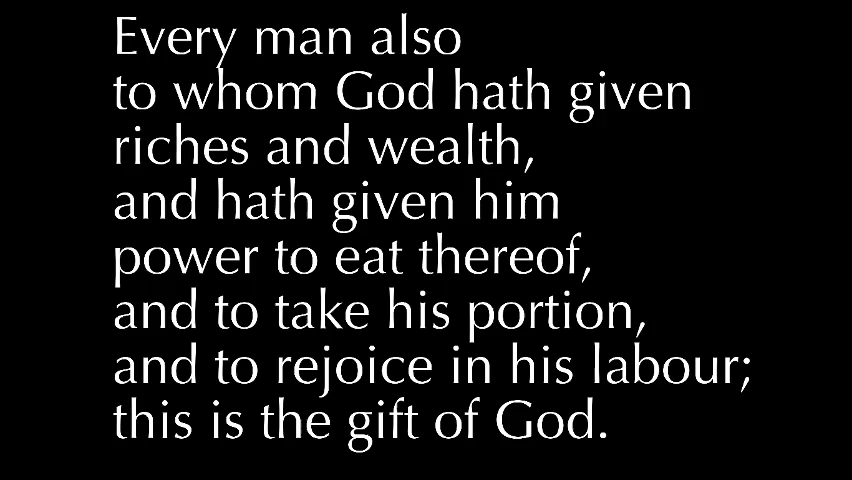 Every man also
to whom God hath given
riches and wealth,
and hath given him
power to eat thereof,
and to take his portion,
and to rejoice in his labour;
this is the gift of God.